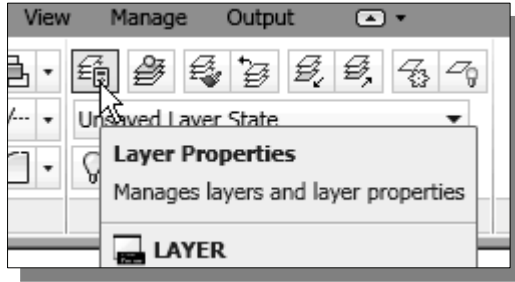 View Manage Output
Unsaved Layer State
Layer Properties
Manages layers and layer properties
LAYER